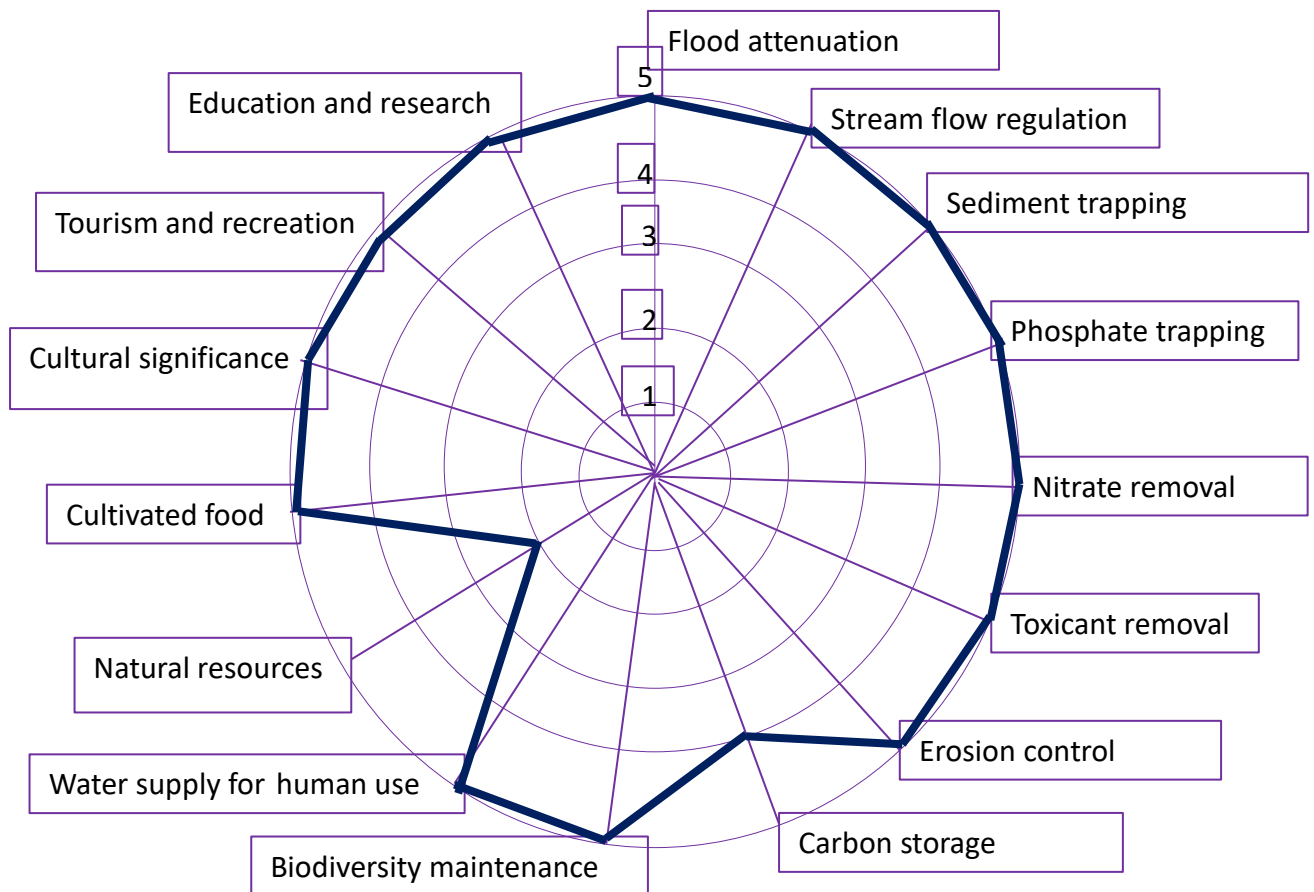 Flood attenuation
5
Education and research
Stream flow regulation
4
Sediment trapping
Tourism and recreation
3
2
Phosphate trapping
Cultural significance
1
Nitrate removal
Cultivated food
Toxicant removal
Natural resources
Erosion control
Water supply for human use
Carbon storage
Biodiversity maintenance